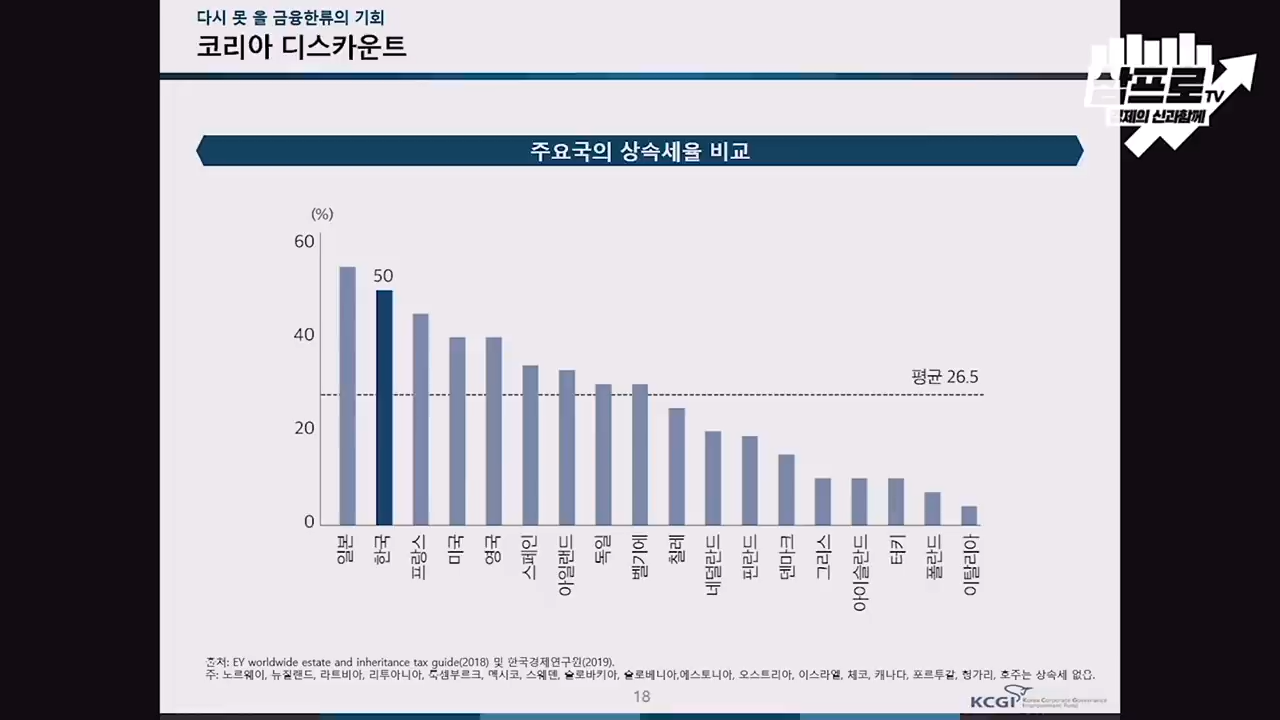 다시 못 올 금융한류의 기회
코리아 디스카운트
삼프로TV
경제의 신과함께
주요국의 상속세율 비교
(%)
60
40
20
0
50
평균 26.5
일본
한국
프랑스
미국
영국
스페인
아일랜드
독일
벨기에
칠레
네덜란드
핀란드
덴마크
그리스
아이슬란드
터키
폴란드
이탈리아
출처: EY worldwide estate and inheritance tax guide(2018) 및 한국경제연구원(2019).
주: 노르웨이, 뉴질랜드, 라트비아, 리투아니아, 룩셈부르크, 멕시코, 스웨덴, 슬로바키아, 슬로베니아,에스토니아, 오스트리아, 이스라엘, 체코, 캐나다, 포르투갈, 헝가리, 호주는 상속세 없음.
18
KCGI
Korea Corporate Governance
Improvement Fund